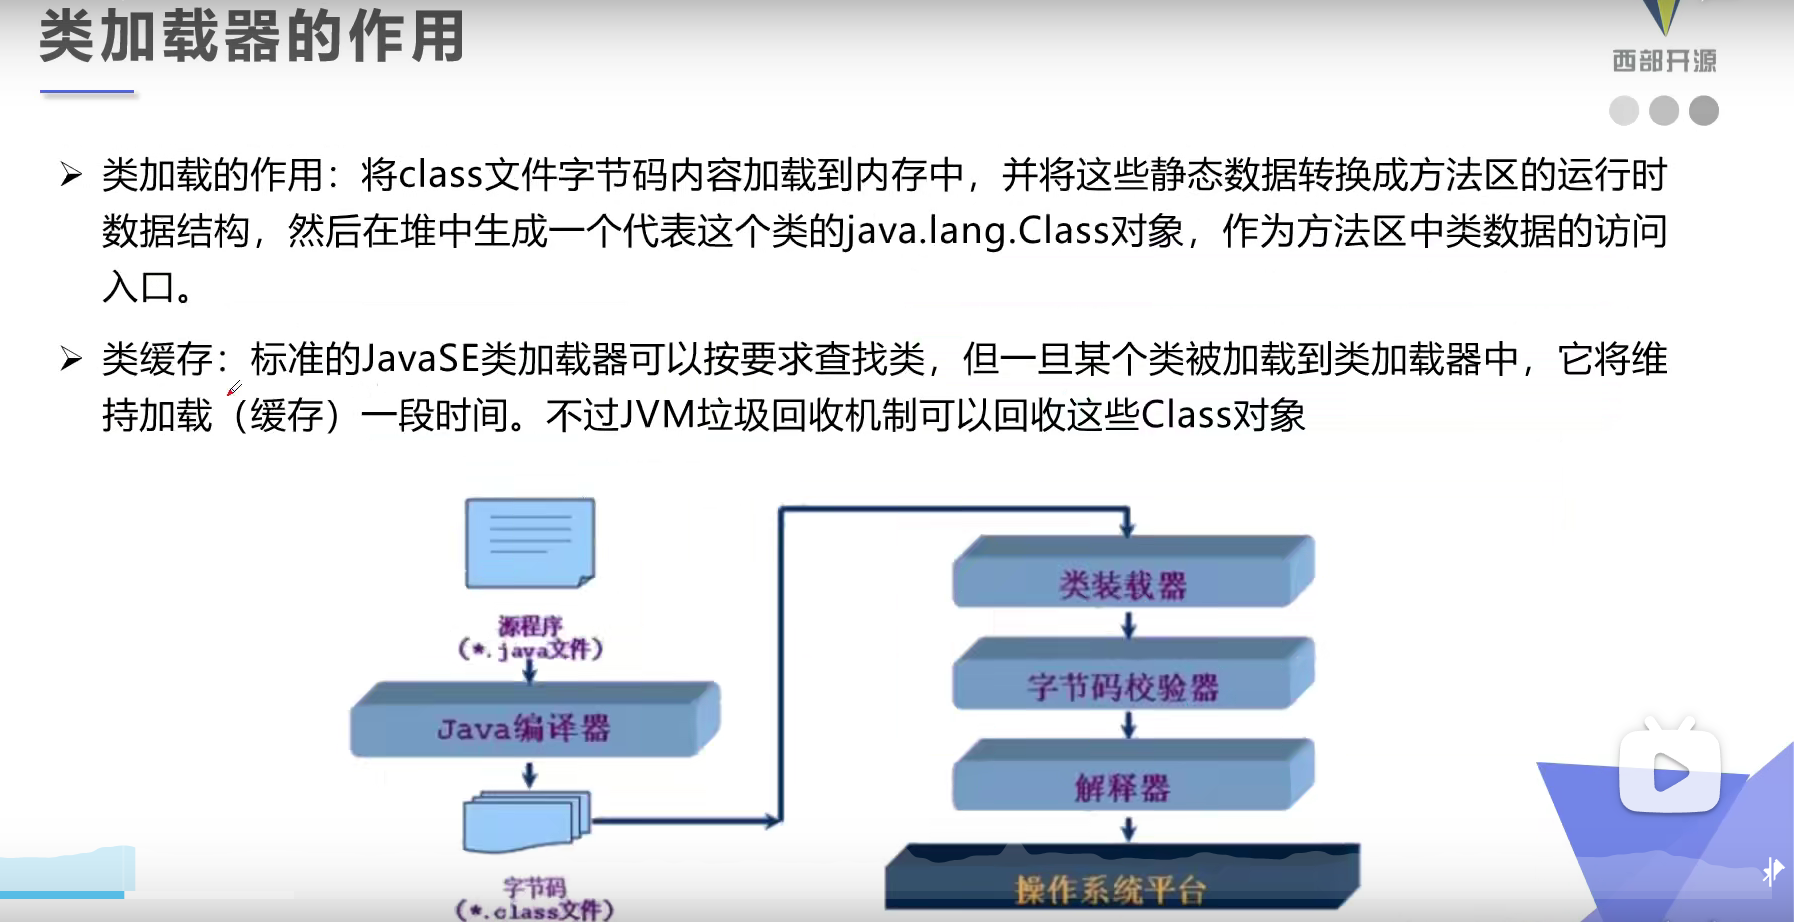 类加载器的作用
西部开源
类加载的作用：将class文件字节码内容加载到内存中，并将这些静态数据转换成方法区的运行时
数据结构，然后在堆中生成一个代表这个类的java.lang.Class对象，作为方法区中类数据的访问
入口。
类缓存：标准的JavaSE类加载器可以按要求查找类，但一旦某个类被加载到类加载器中，它将维
持加载（缓存）一段时间。不过JVM垃圾回收机制可以回收这些Class对象
源程序
(*.java文件)
Java编译器
字节码
(*.class文件)
类装载器
字节码校验器
解释器
操作系统平台